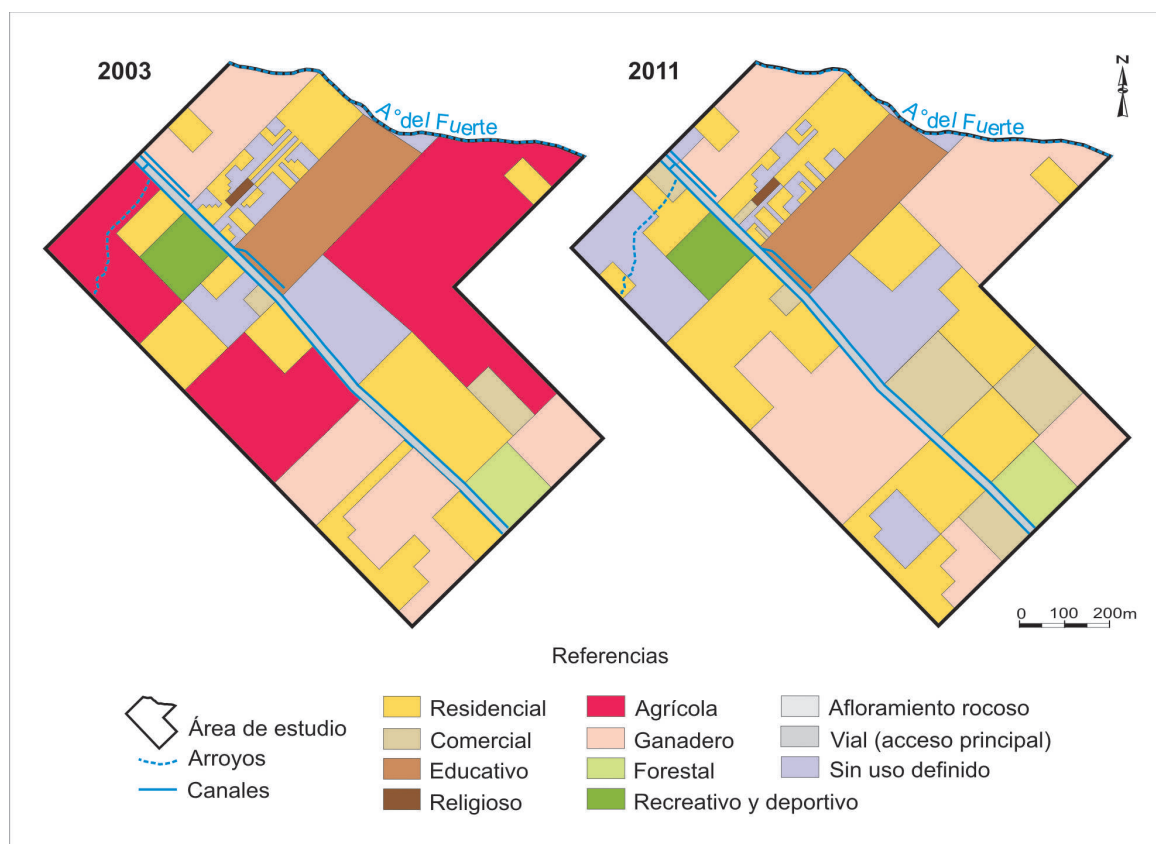 2003
2011
N
A°del Fuerte
A°del Fuerte
0 100 200m
Referencias
Área de estudio
Arroyos
Canales
Residencial
Comercial
Educativo
Religioso
Agrícola
Ganadero
Forestal
Recreativo y deportivo
Afloramiento rocoso
Vial (acceso principal)
Sin uso definido